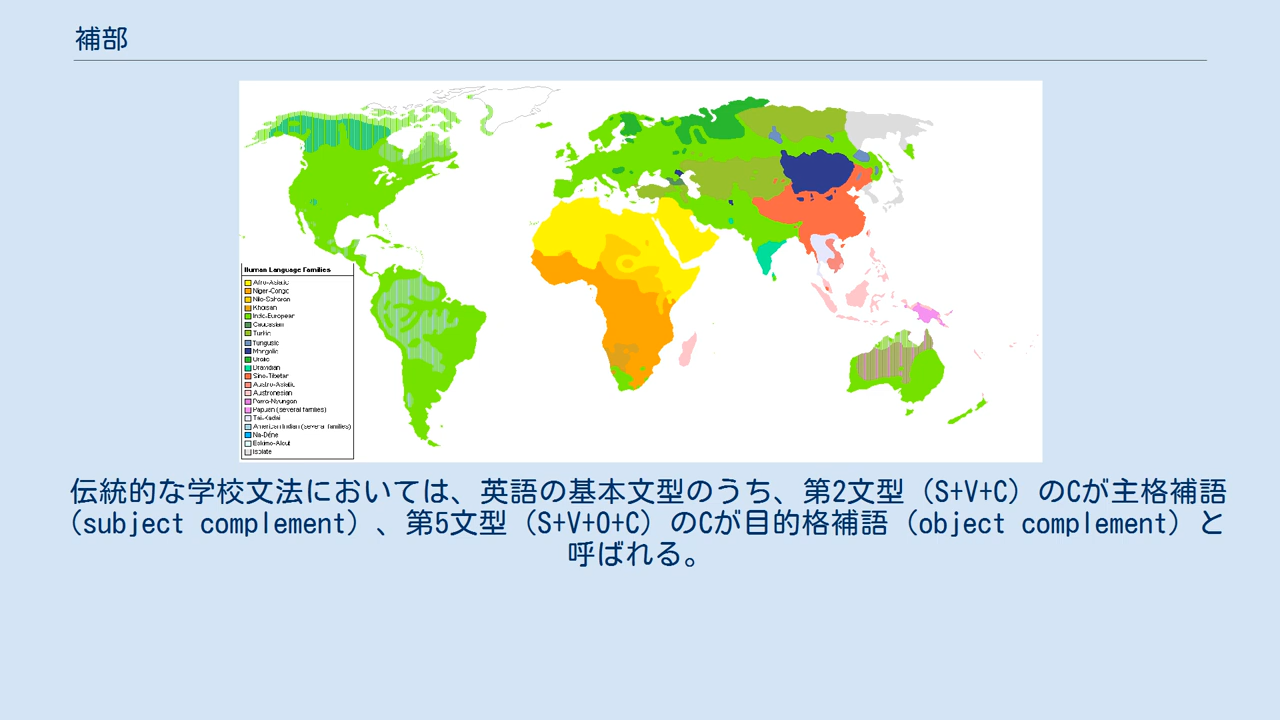 補部
Human Language Families
Afro-Asiatic
Niger-Congo
Nilo-Saharan
Khoisan
Indo-European
Caucasian
Turkic
Tungusic
Mongolic
Uralic
Dravidian
Sino-Tibetan
Austro-Asiatic
Austronesian
Pama-Nyungan
Papuan (several families)
Tai-Kadai
American Indian (several families)
Na-Dené
Eskimo-Aleut
Isolate
伝統的な学校文法においては、英語の基本文型のうち、第2文型（S+V+C）のCが主格補語
（subject complement）、第5文型（S+V+O+C）のCが目的格補語（object complement）と
呼ばれる。